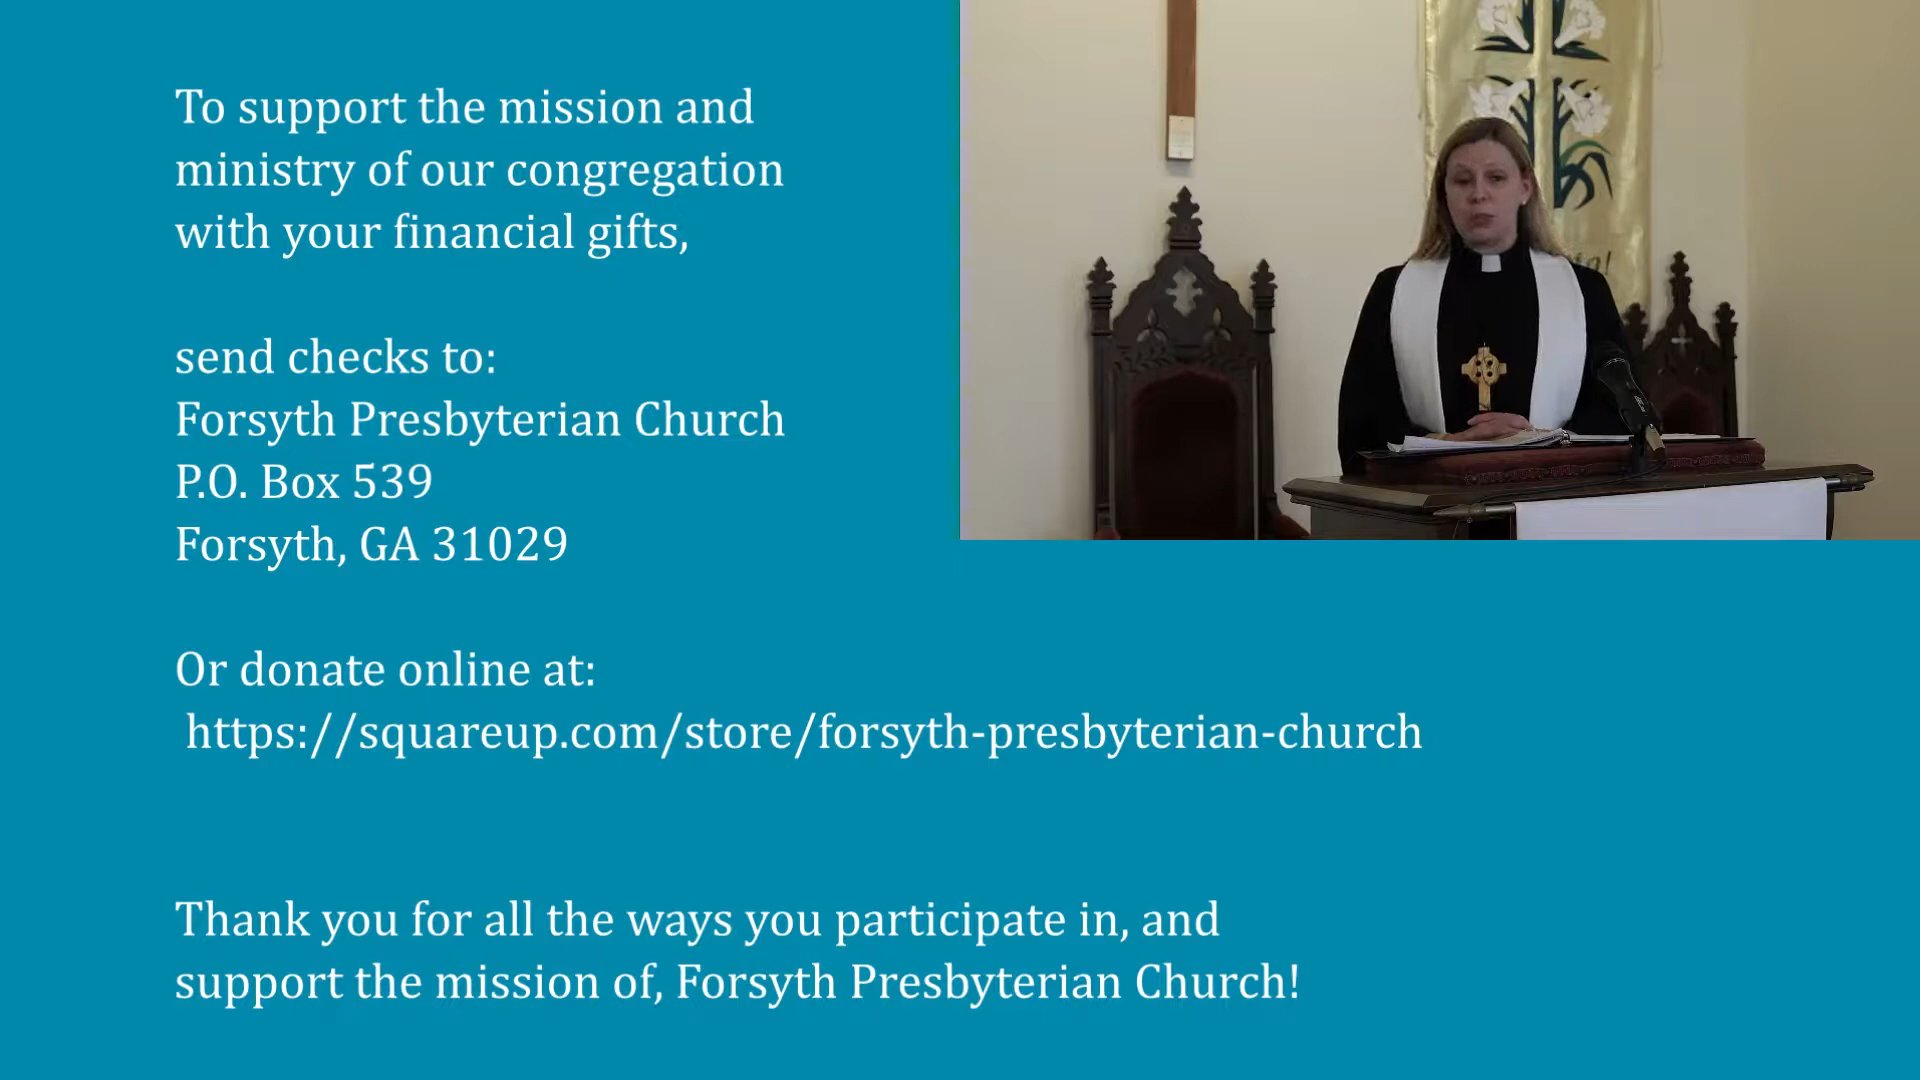 To support the mission and
ministry of our congregation
with your financial gifts,
send checks to:
Forsyth Presbyterian Church
P.O. Box 539
Forsyth, GA 31029
Or donate online at:
https://squareup.com/store/forsyth-presbyterian-church
Thank you for all the ways you participate in, and
support the mission of, Forsyth Presbyterian Church!